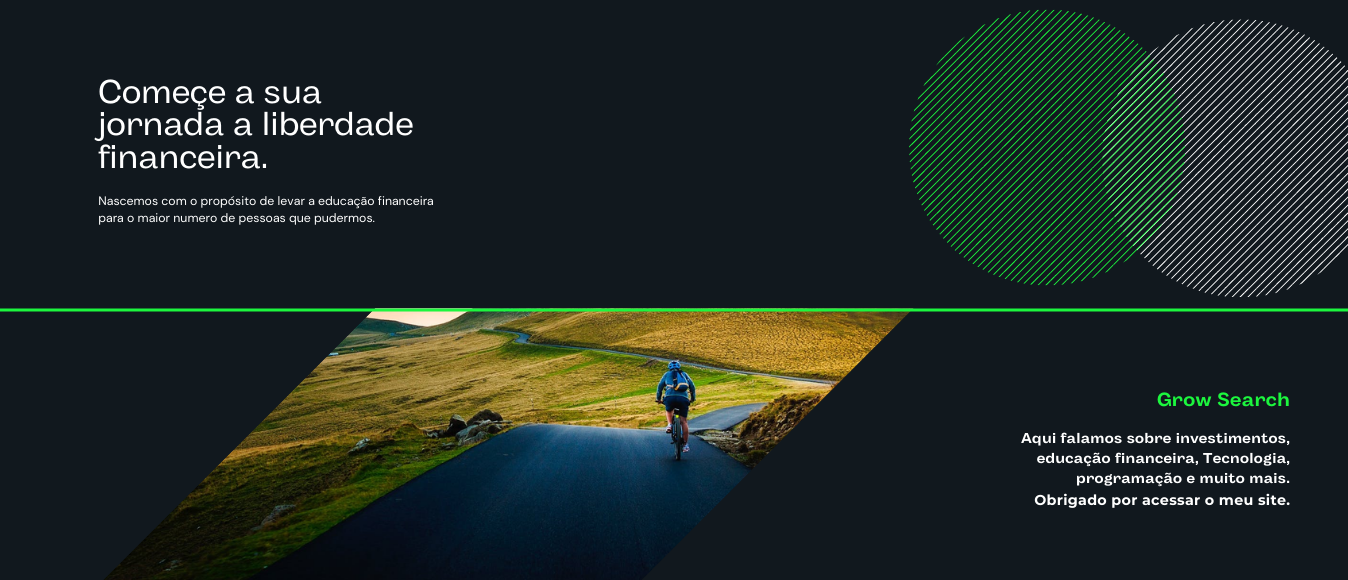 Começe a sua
jornada a liberdade
financeira.
Nascemos com o propósito de levar a educação financeira
para o maior numero de pessoas que pudermos.
Grow Search
Aqui falamos sobre investimentos,
educação financeira, Tecnologia,
programação e muito mais.
Obrigado por acessar o meu site.